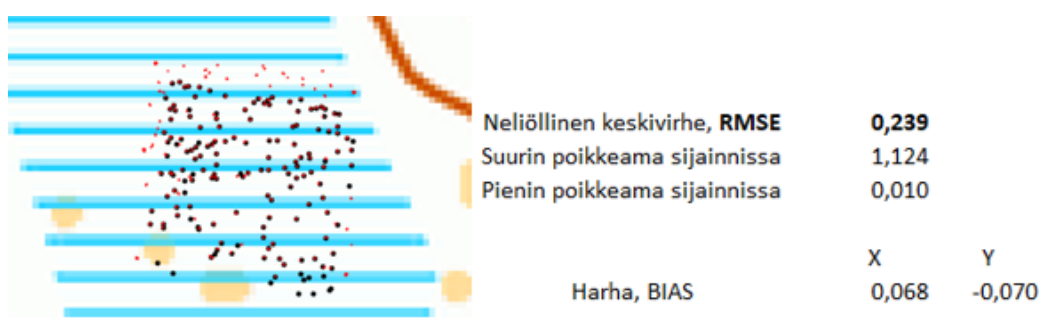 Neliöllinen keskivirhe, RMSE 0,239
Suurin poikkeama sijainnissa 1,124
Pienin poikkeama sijainnissa 0,010
X Y
Harha, BIAS 0,068 -0,070